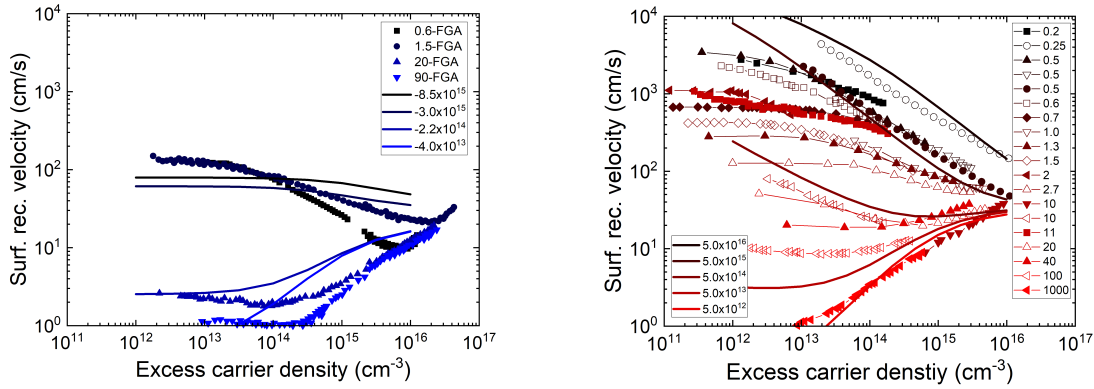 Surf. rec. velocity (cm/s)
10⁴
10³
10²
10¹
10⁰
10¹¹
10¹²
10¹³
10¹⁴
10¹⁵
10¹⁶
10¹⁷
Excess carrier density (cm⁻³)
0.6-FGA
1.5-FGA
20-FGA
90-FGA
-8.5x10¹⁵
-3.0x10¹⁵
-2.2x10¹⁴
-4.0x10¹³
Surf. rec. velocity (cm/s)
10⁴
10³
10²
10¹
10⁰
10¹¹
10¹²
10¹³
10¹⁴
10¹⁵
10¹⁶
10¹⁷
Excess carrier denstiy (cm⁻³)
5.0x10¹⁶
5.0x10¹⁵
5.0x10¹⁴
5.0x10¹³
5.0x10¹²
0.2
0.25
0.5
0.5
0.5
0.6
0.7
1.0
1.3
1.5
2
2.7
10
10
11
20
40
100
1000